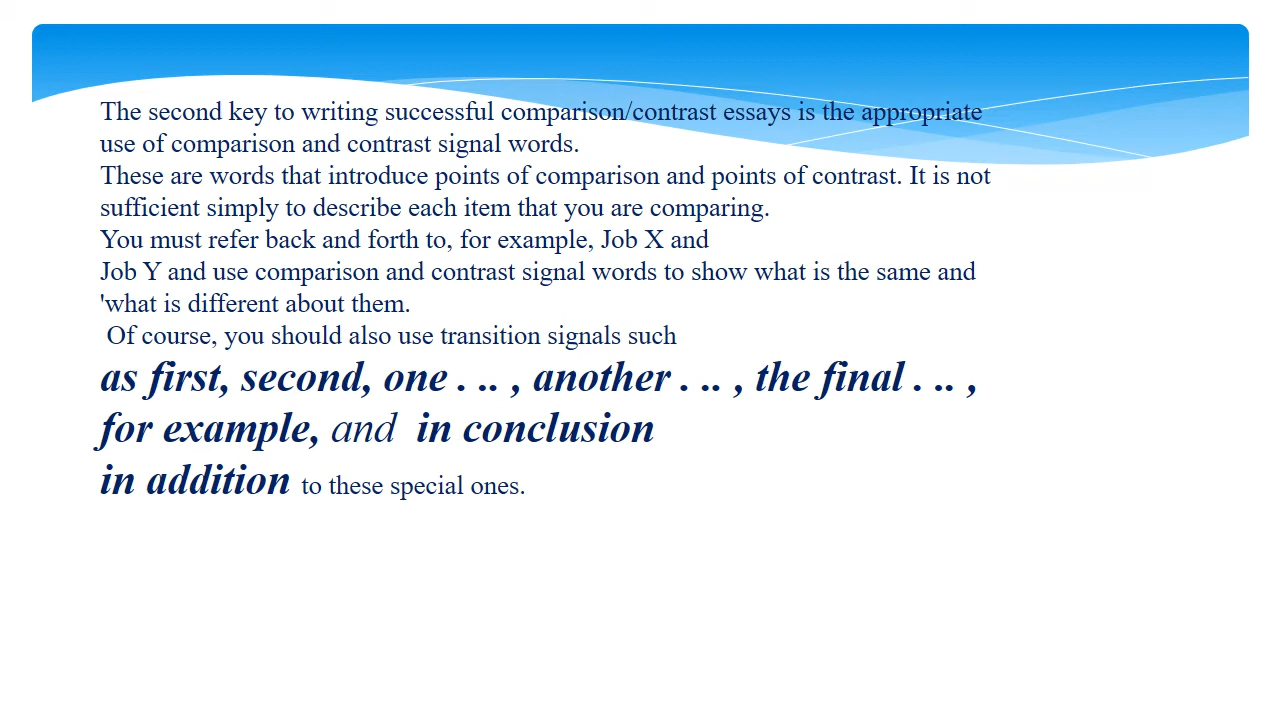 The second key to writing successful comparison/contrast essays is the appropriate
use of comparison and contrast signal words.
These are words that introduce points of comparison and points of contrast. It is not
sufficient simply to describe each item that you are comparing.
You must refer back and forth to, for example, Job X and
Job Y and use comparison and contrast signal words to show what is the same and
'what is different about them.
Of course, you should also use transition signals such
as first, second, one . .. , another . .. , the final . .. ,
for example, and in conclusion
in addition to these special ones.